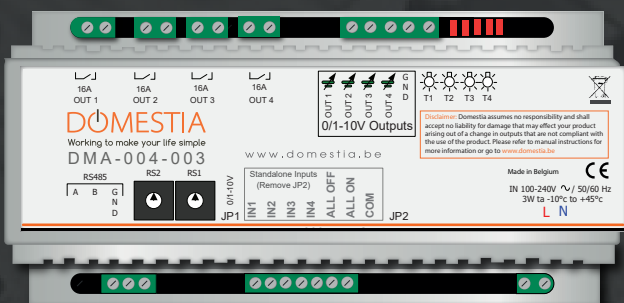 16A 16A 16A 16A
OUT 1 OUT 2 OUT 3 OUT 4
OUT 1 OUT 2 OUT 3 OUT 4 GND
0/1-10V Outputs
T1 T2 T3 T4
DOMESTIA
Working to make your life simple
DMA-004-003
www.domestia.be
Disclaimer: Domestia assumes no responsibility and shall
accept no liability for damage that may effect your product
arising out of a change in outputs that are not compliant with
the use of the product. Please refer to manual instructions for
more information or go to www.domestia.be
RS485
A B GND
RS2 RS1
0/1-10V
JP1
Standalone Inputs
(Remove JP2)
IN1 IN2 IN3 IN4 ALL OFF ALL ON COM
JP2
Made in Belgium
CE
IN 100-240V ∿/ 50/60 Hz
3W ta -10°c to +45°c
L N